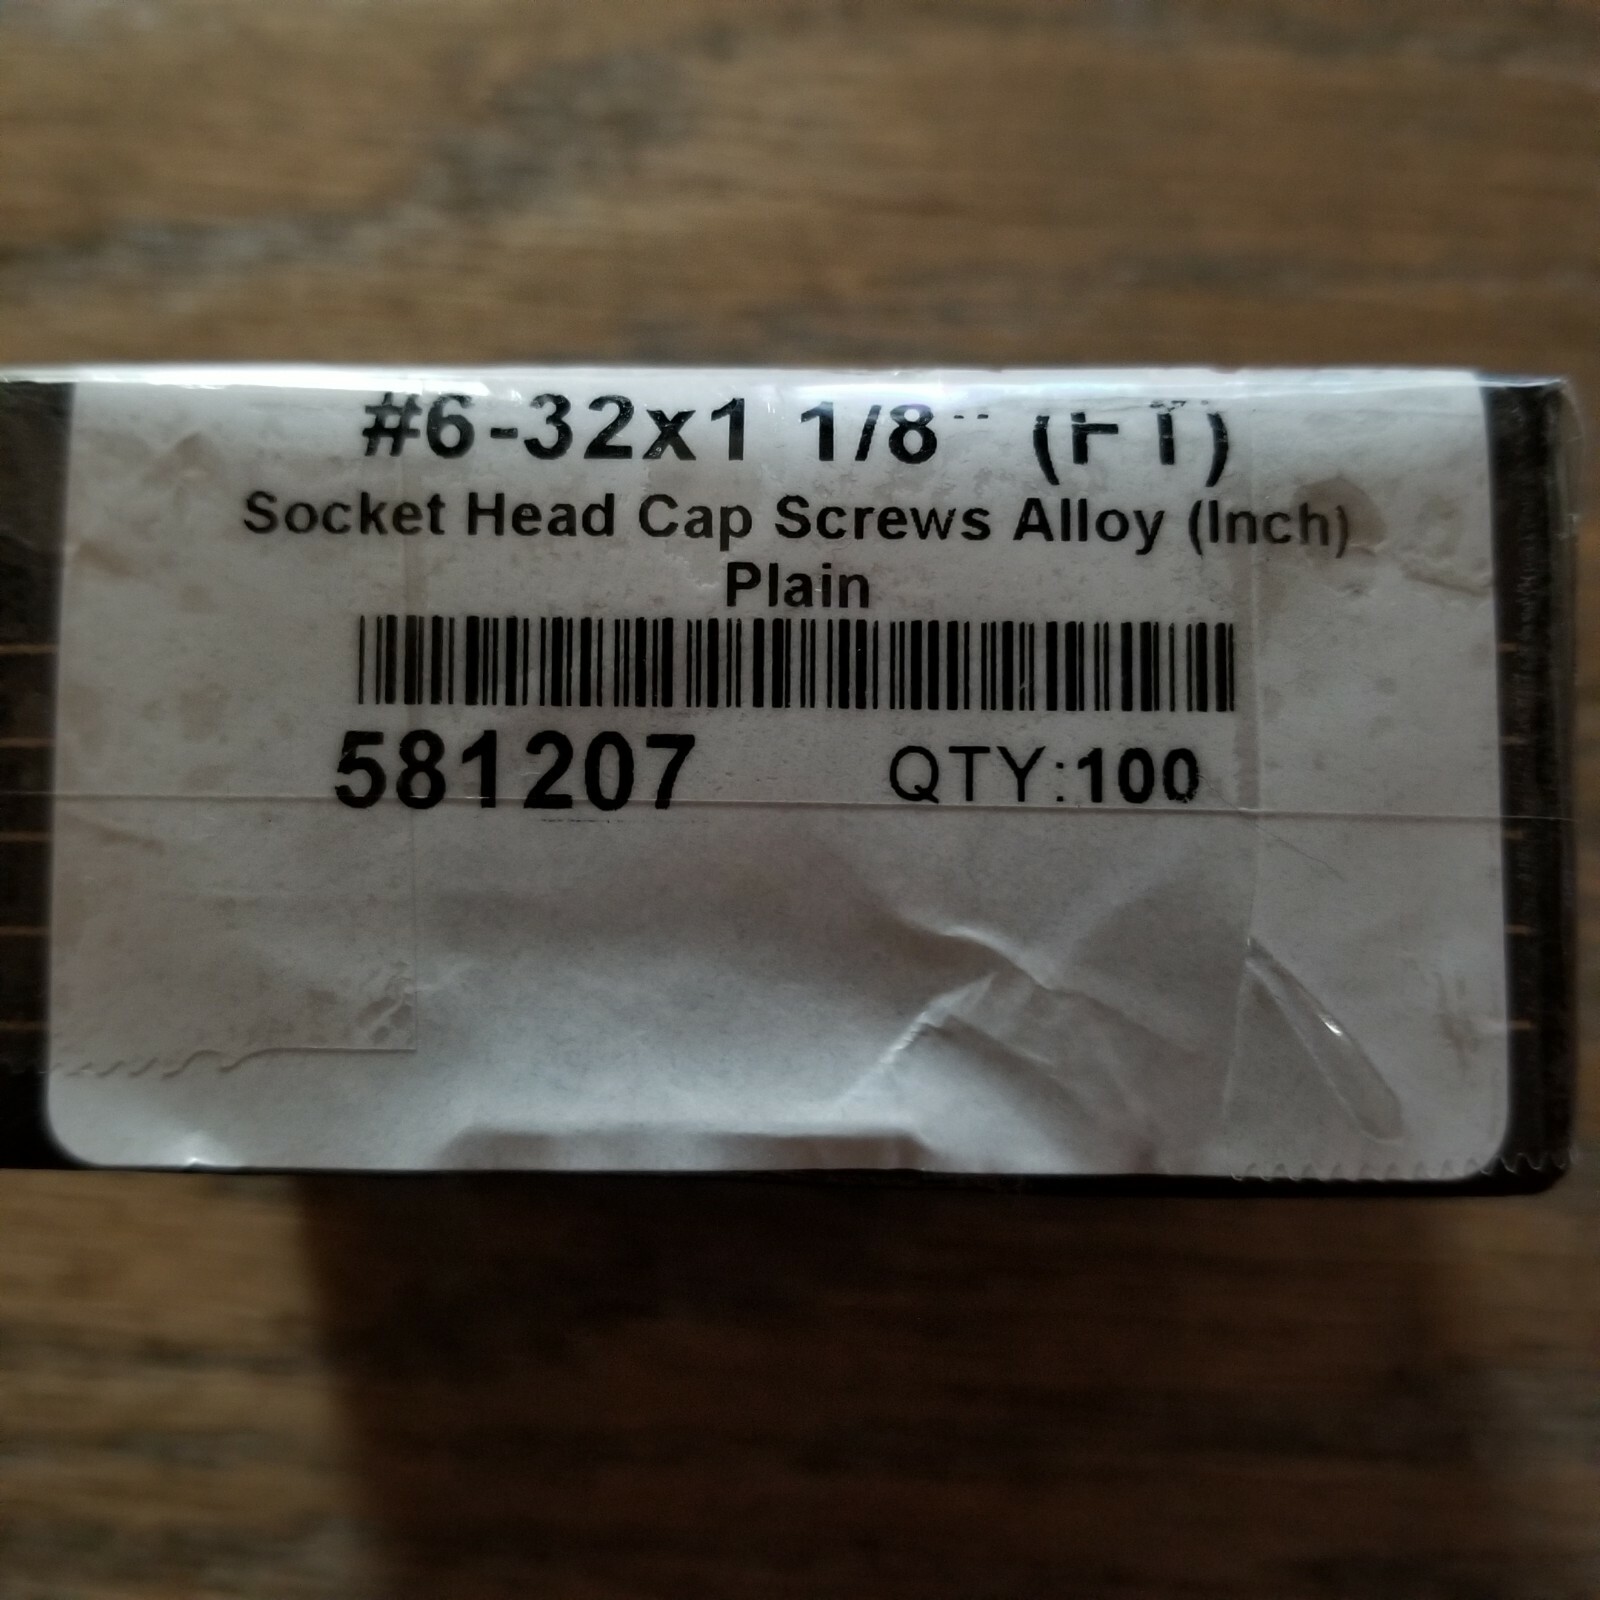 #6-32x1 1/8" (FT)
Socket Head Cap Screws Alloy (Inch)
Plain
581207 QTY:100